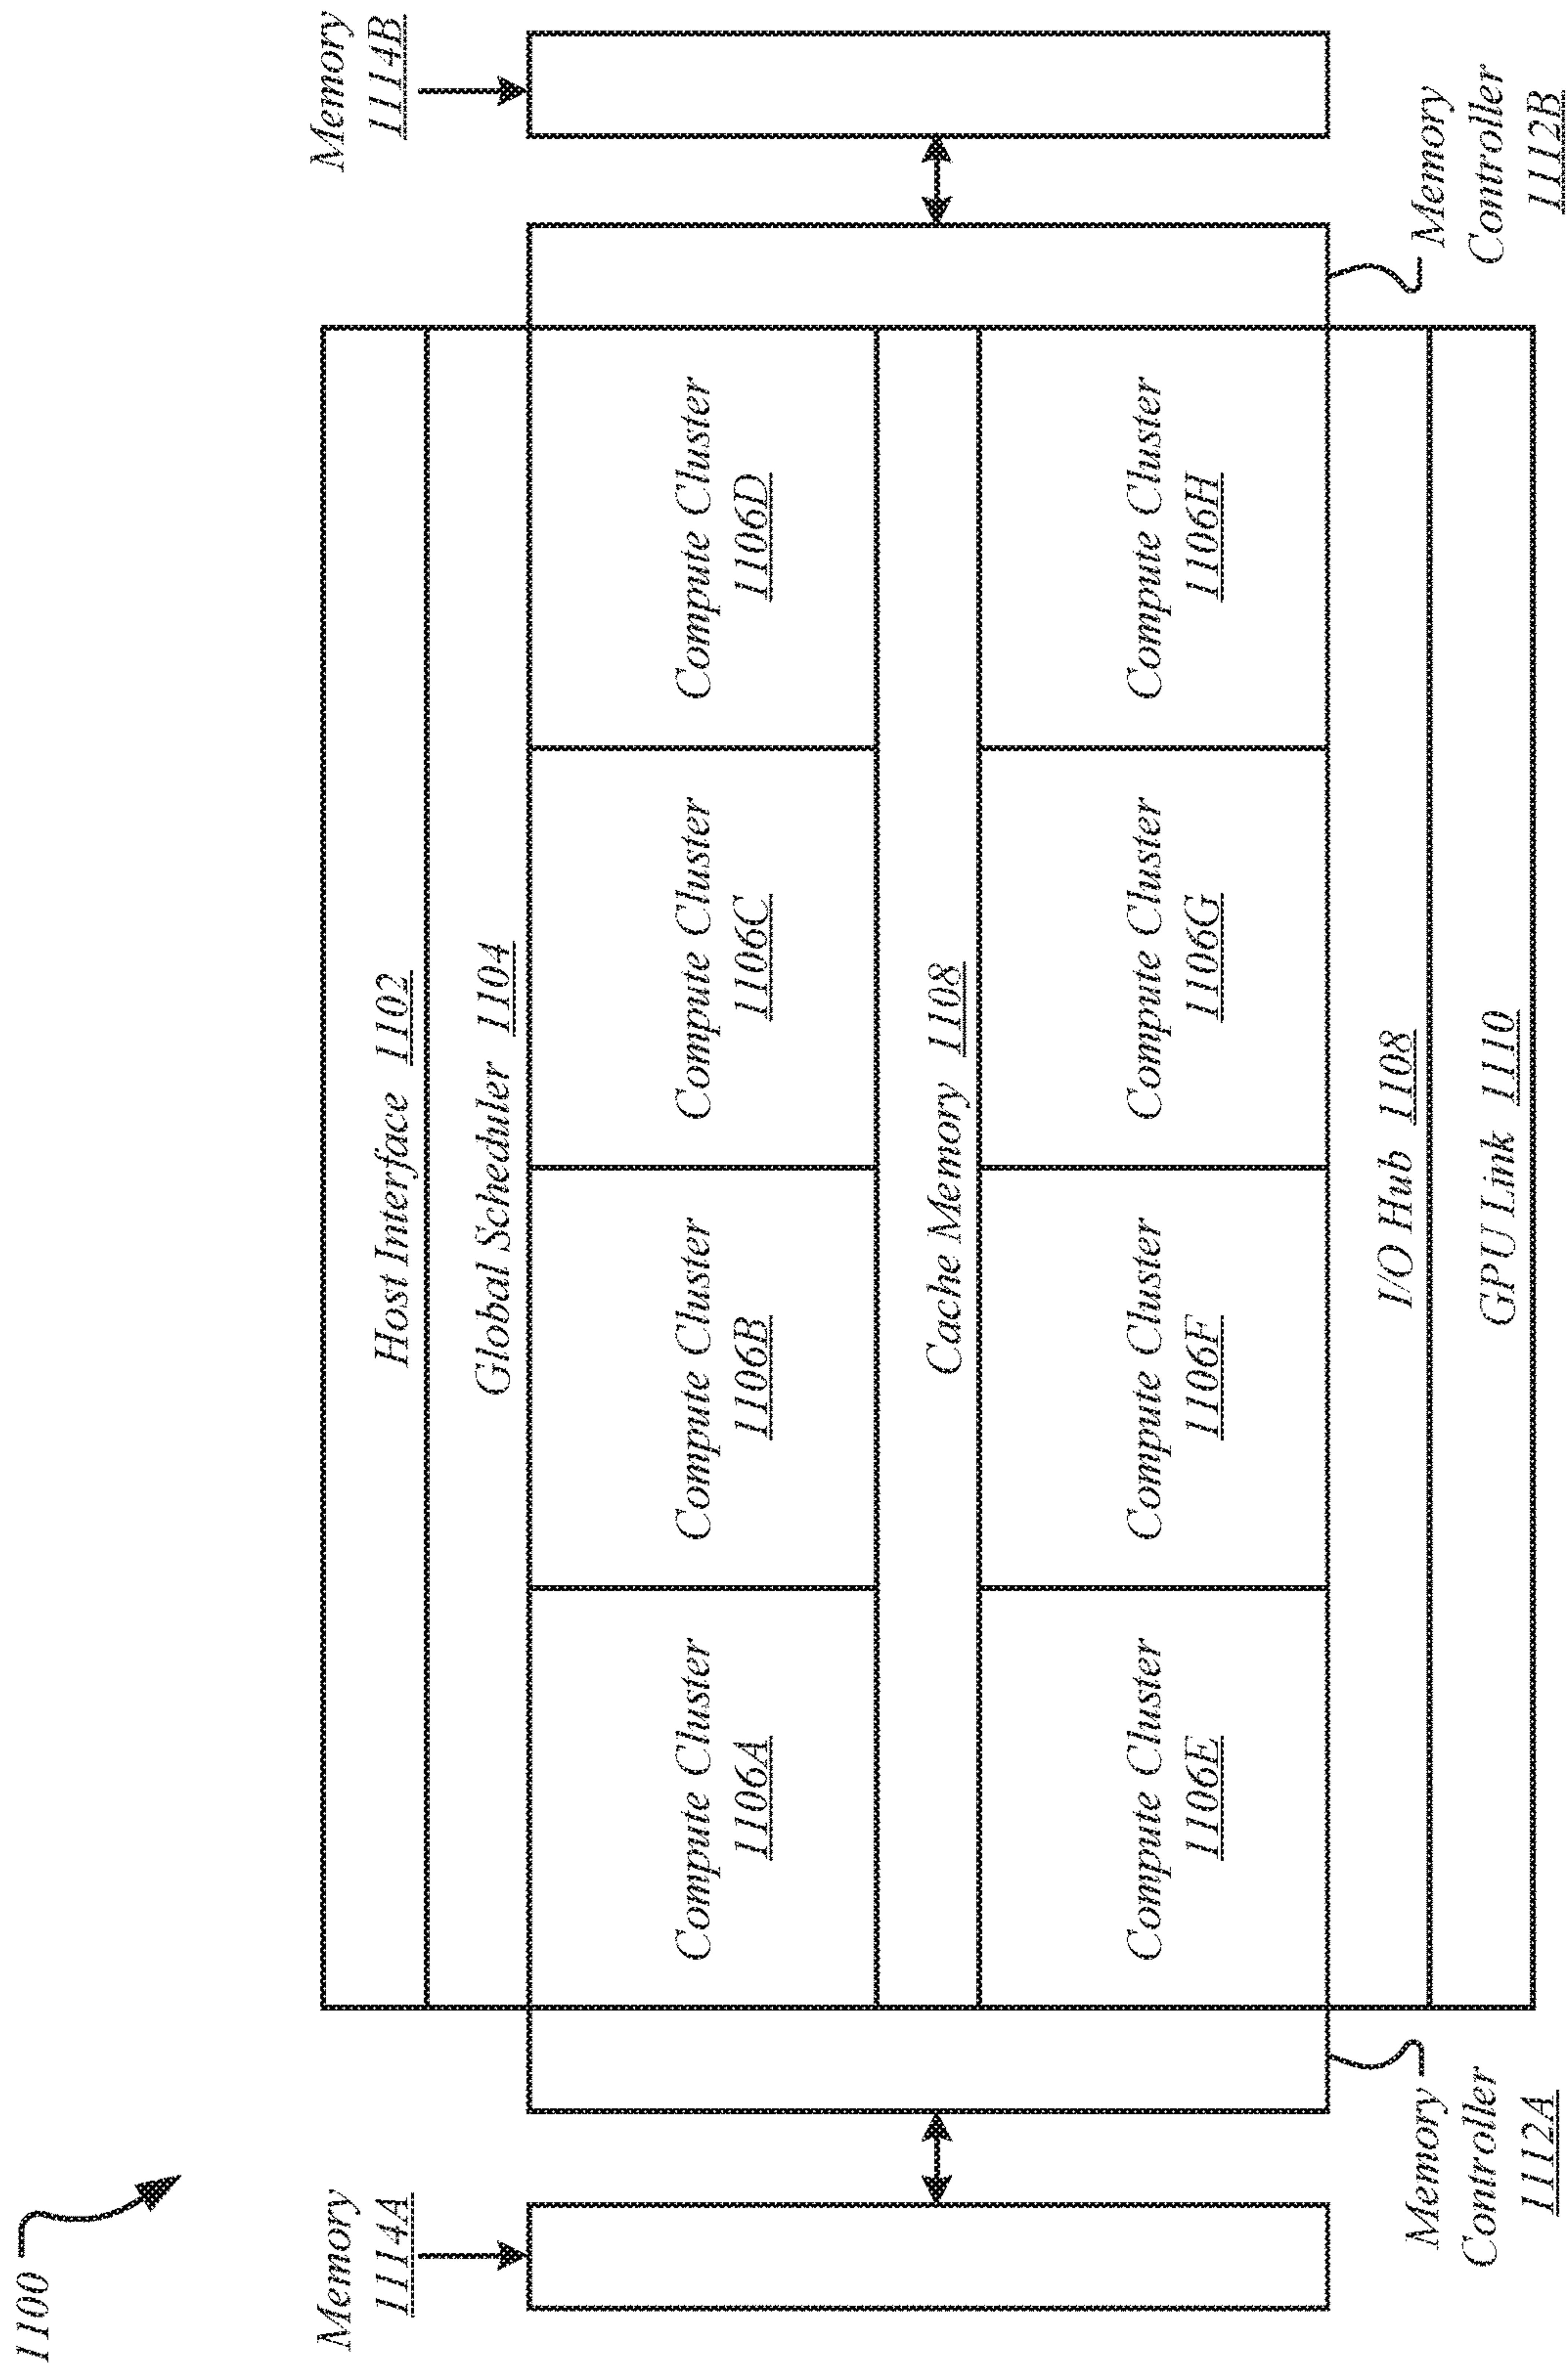 1100
Host Interface 1102
Global Scheduler 1104
Memory
1114A
Memory
1114B
Compute Cluster
1106A
Compute Cluster
1106B
Compute Cluster
1106C
Compute Cluster
1106D
Cache Memory 1108
Compute Cluster
1106E
Compute Cluster
1106F
Compute Cluster
1106G
Compute Cluster
1106H
I/O Hub 1108
GPU Link 1110
Memory
Controller
1112A
Memory
Controller
1112B